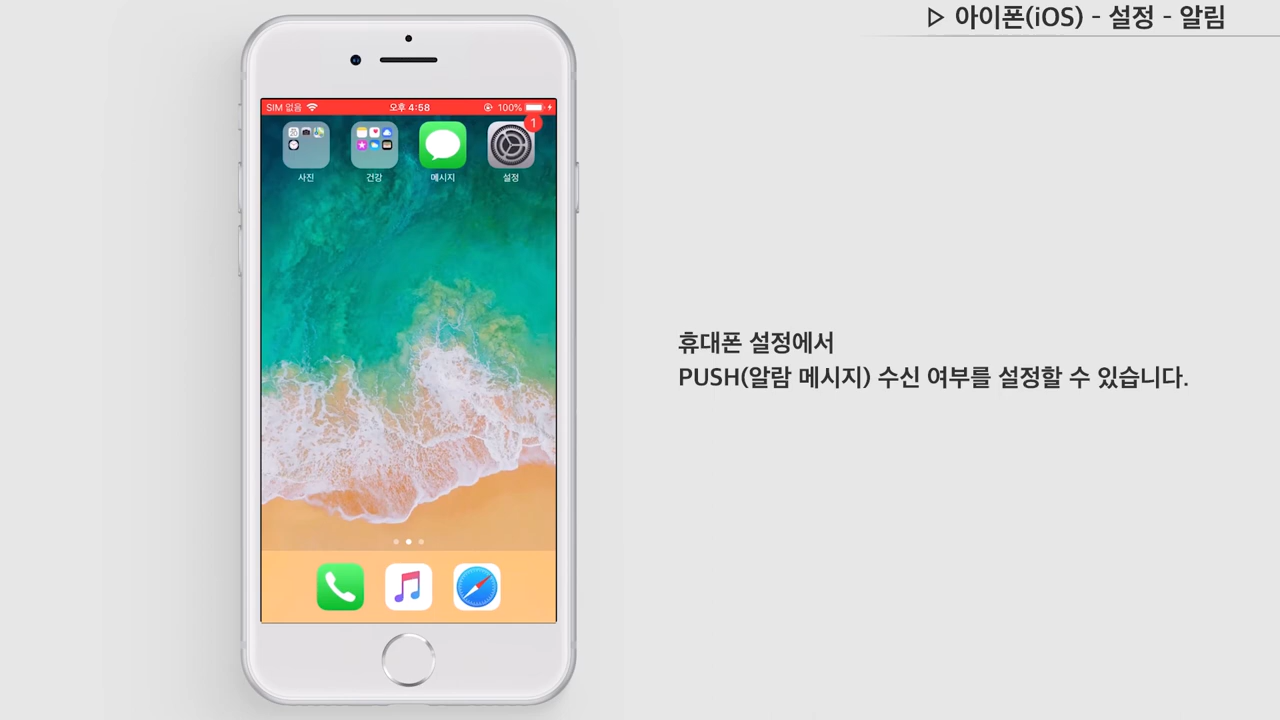 ▷ 아이폰(iOS) - 설정 - 알림
SIM 없음 오후 4:58 100%
1
사진 건강 메시지 설정
휴대폰 설정에서
PUSH(알람 메시지) 수신 여부를 설정할 수 있습니다.